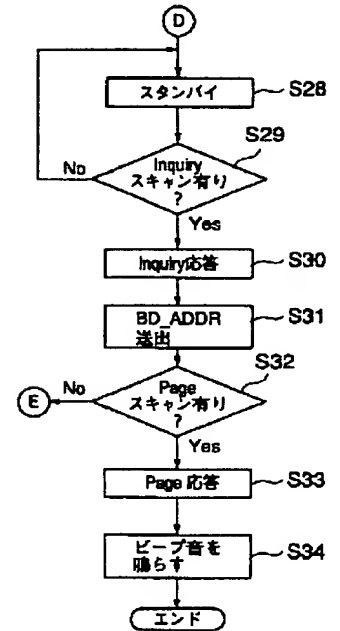 D
スタンバイ
S28
S29
Inquiry
スキャン有り
?
No
Yes
Inquiry応答
S30
BD_ADDR
送出
S31
S32
Page
スキャン有り
?
No
E
Yes
Page 応答
S33
ビープ音を
鳴らす
S34
エンド